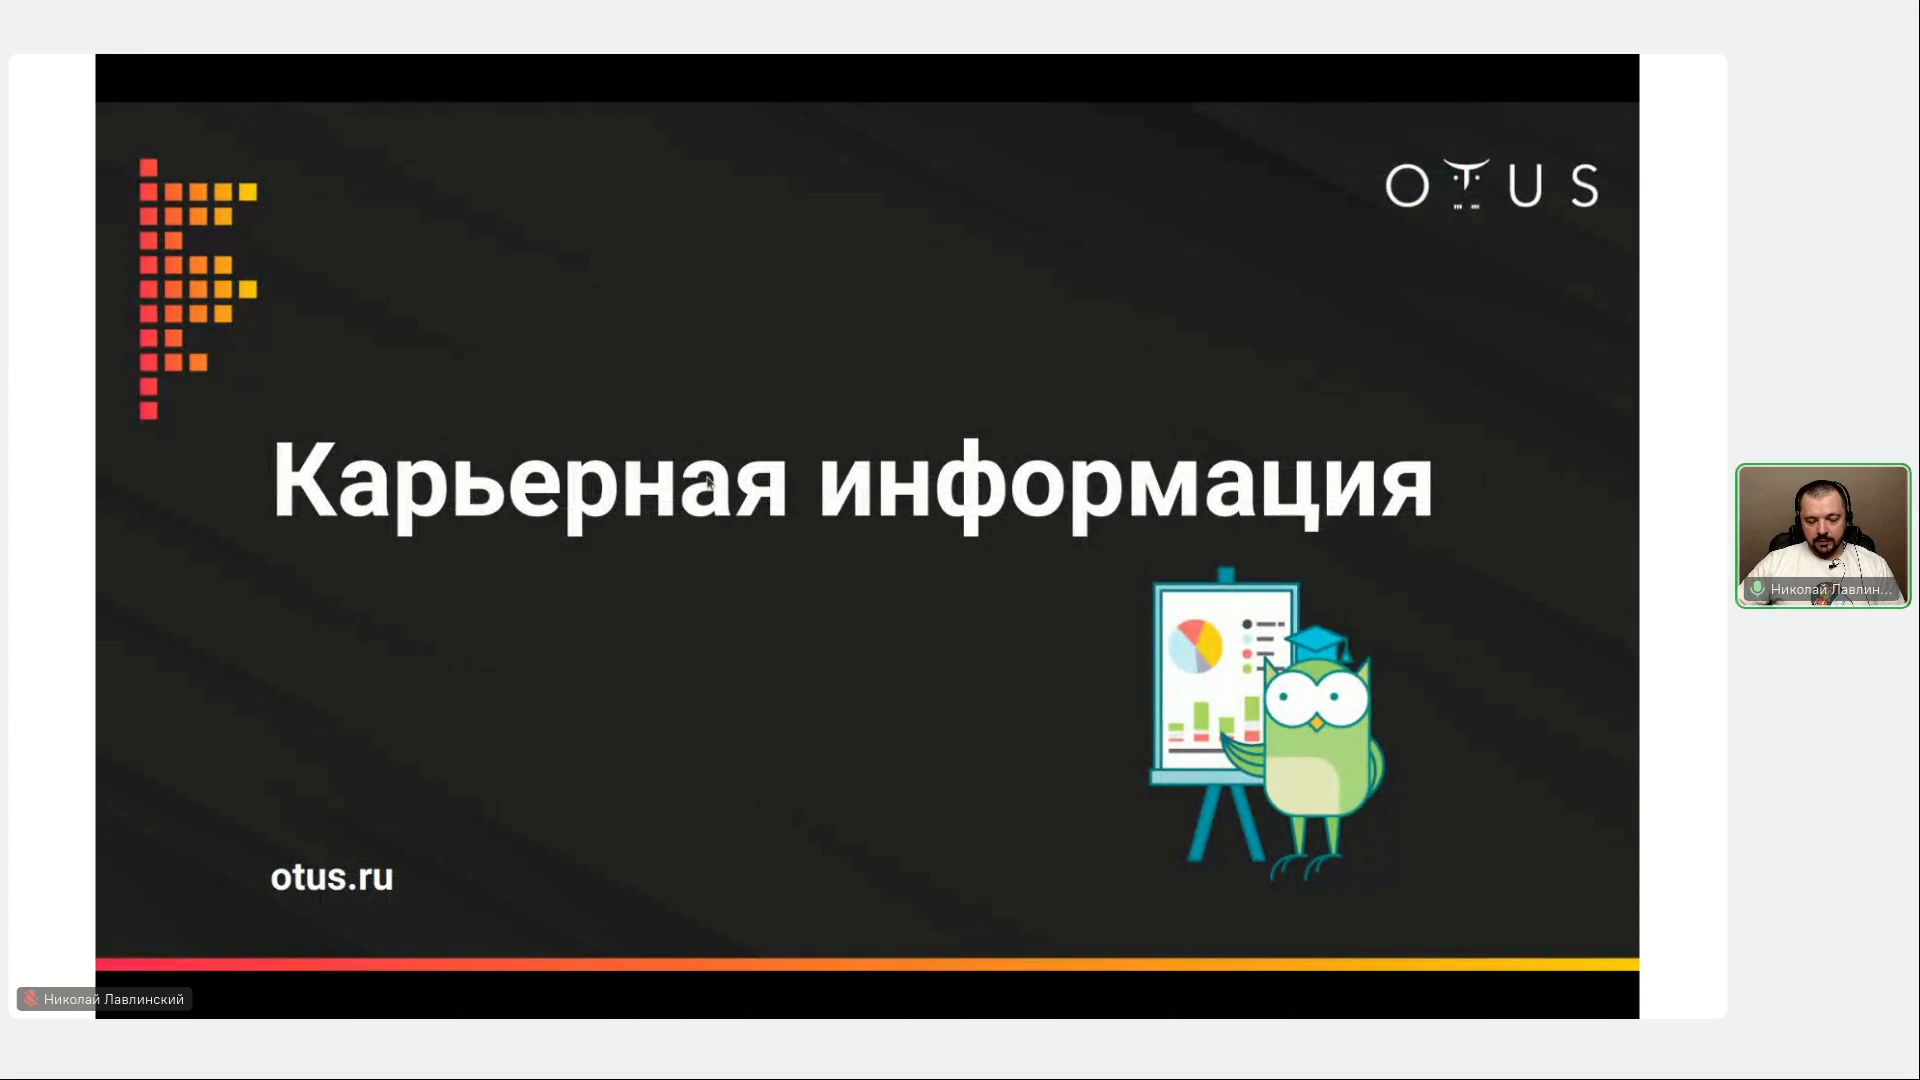 OTUS
Карьерная информация
otus.ru
Николай Лавлин...
Николай Лавлинский